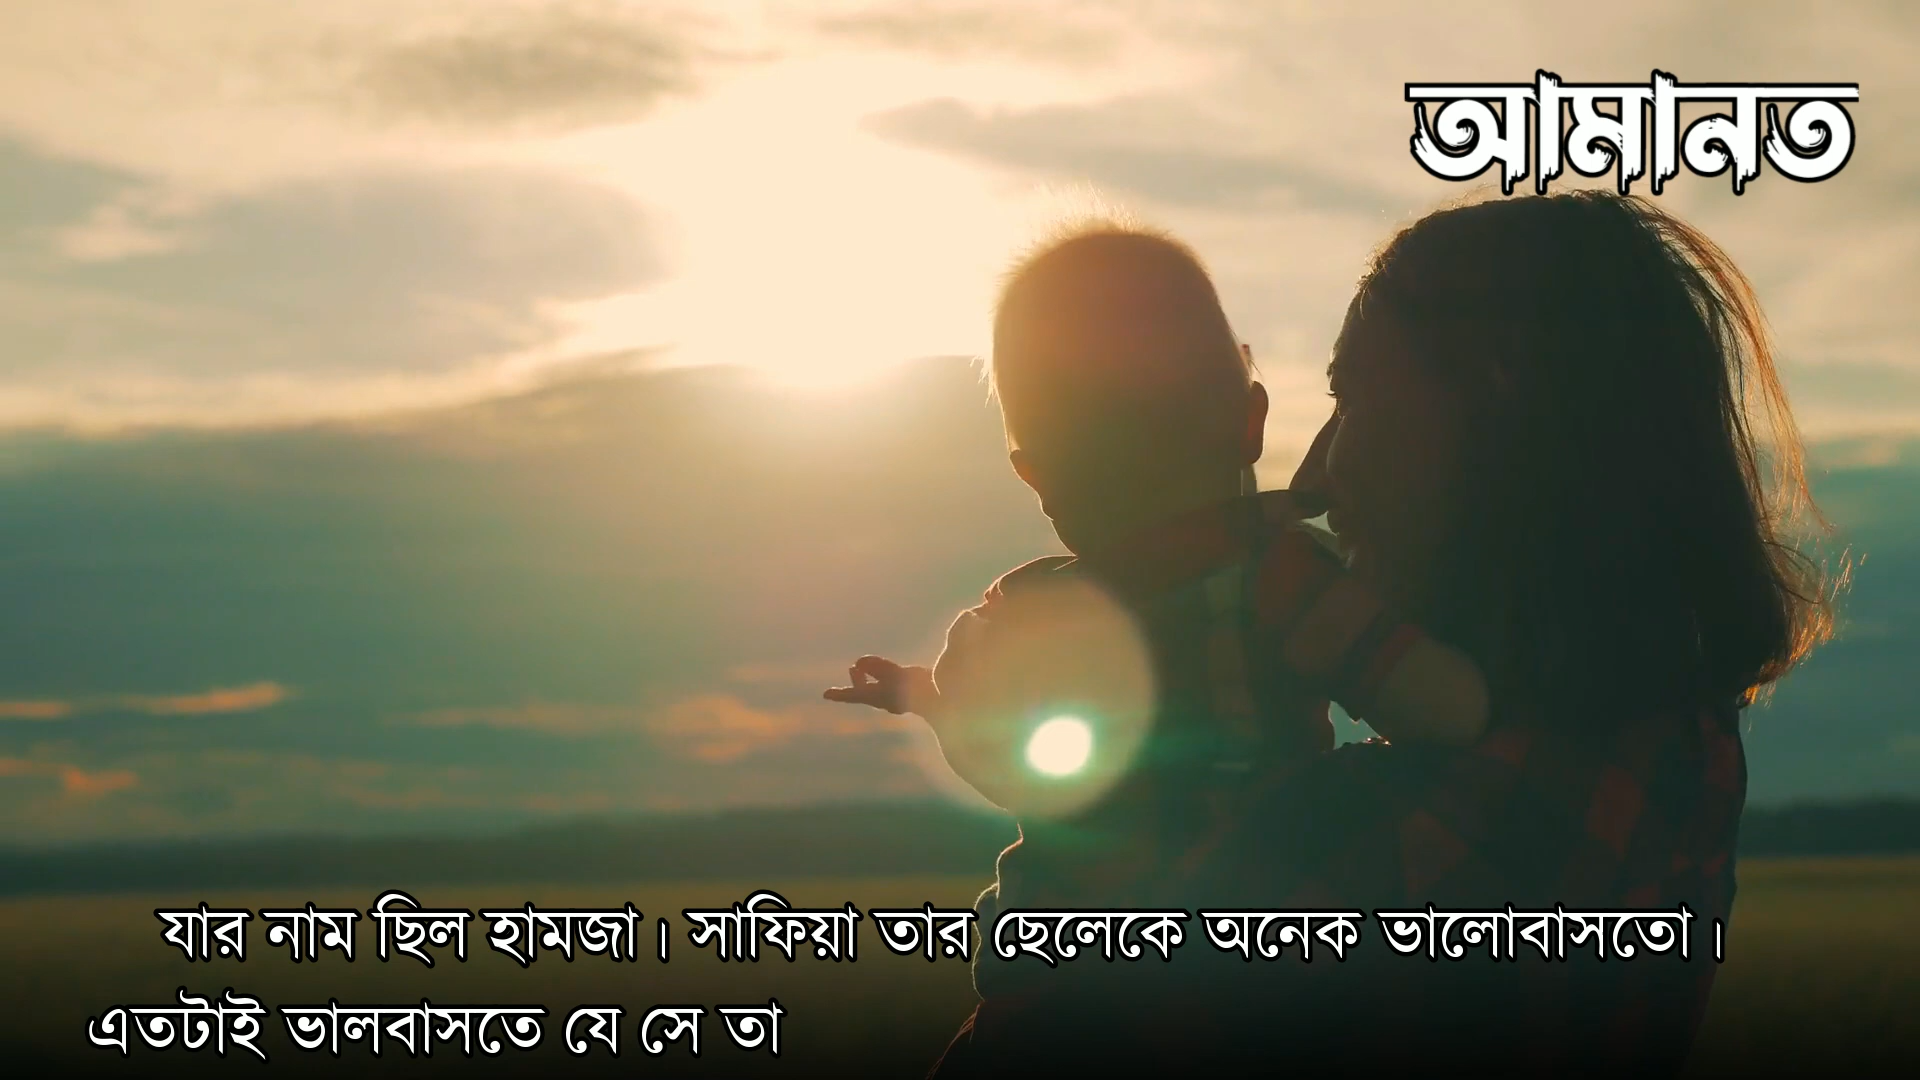 আমানত
যার নাম ছিল হামজা। সাফিয়া তার ছেলেকে অনেক ভালোবাসতো।
এতটাই ভালবাসতে যে সে তা